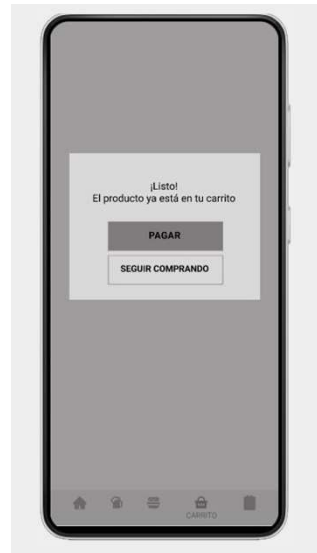 ¡Listo!
El producto ya está en tu carrito
PAGAR
SEGUIR COMPRANDO
CARRITO